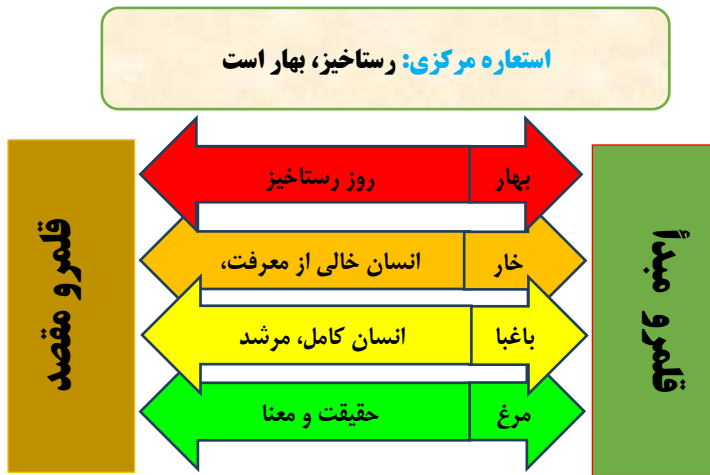 استعاره مرکزی: رستاخیز، بهار است
قلمرو مبدأ
بهار
روز رستاخیز
خار
انسان خالی از معرفت،
باغبا
انسان کامل، مرشد
مرغ
حقیقت و معنا
قلمرو مقصد